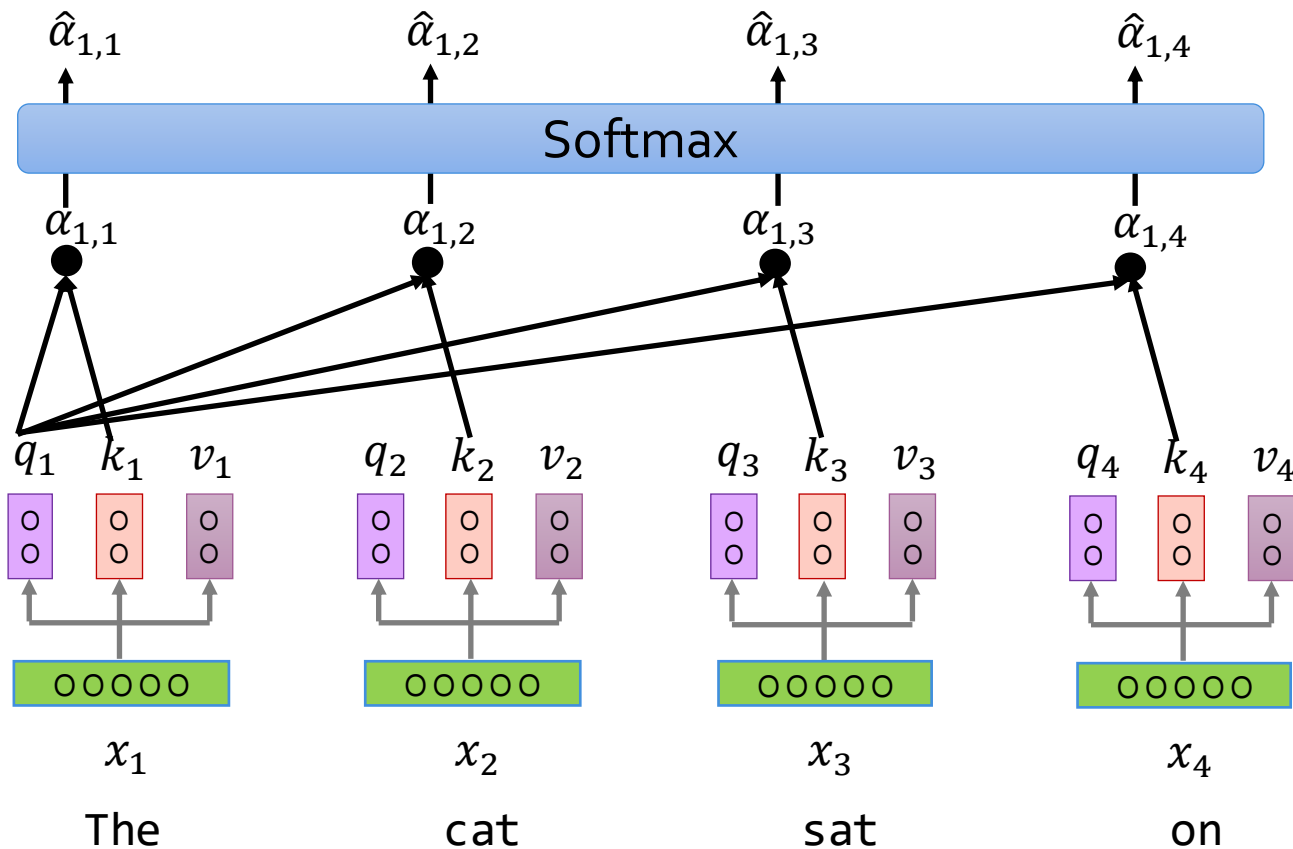 α̂₁,₁ α̂₁,₂ α̂₁,₃ α̂₁,₄
Softmax
α₁,₁ α₁,₂ α₁,₃ α₁,₄
q₁ k₁ v₁ q₂ k₂ v₂ q₃ k₃ v₃ q₄ k₄ v₄
x₁ x₂ x₃ x₄
The cat sat on